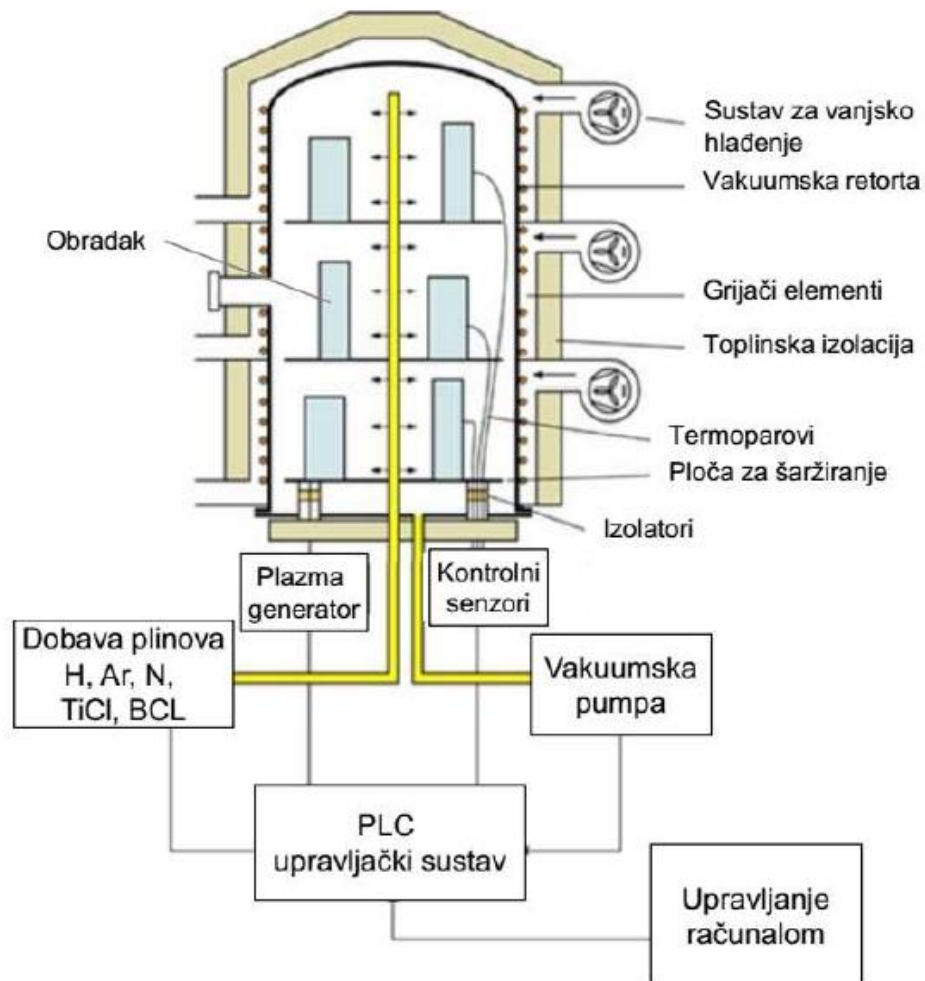 Sustav za vanjsko
hlađenje
Vakuumska retorta
Obradak
Grijači elementi
Toplinska izolacija
Termoparovi
Ploča za šaržiranje
Izolatori
Plazma
generator
Kontrolni
senzori
Dobava plinova
H, Ar, N,
TiCl, BCL
Vakuumska
pumpa
PLC
upravljački sustav
Upravljanje
računalom